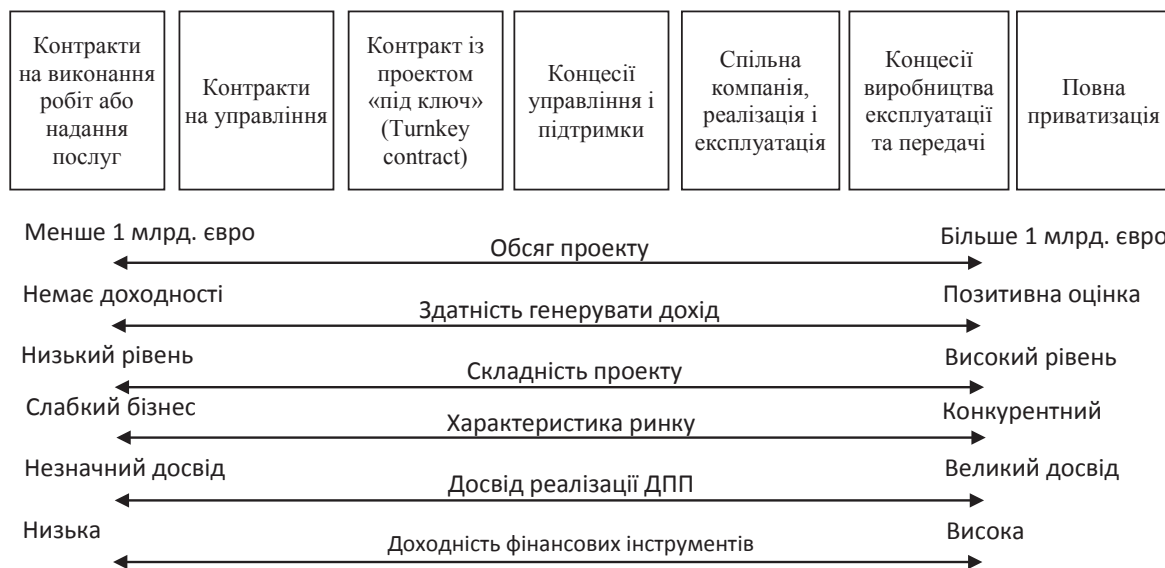 Контракти
на виконання
робіт або
надання
послуг
Контракти
на управління
Контракт із
проектом
«під ключ»
(Turnkey
contract)
Концесії
управління і
підтримки
Спільна
компанія,
реалізація і
експлуатація
Концесії
виробництва
експлуатації
та передачі
Повна
приватизація
Менше 1 млрд. євро
Обсяг проекту
Більше 1 млрд. євро
Немає доходності
Здатність генерувати дохід
Позитивна оцінка
Низький рівень
Складність проекту
Високий рівень
Слабкий бізнес
Характеристика ринку
Конкурентний
Незначний досвід
Досвід реалізації ДПП
Великий досвід
Низька
Доходність фінансових інструментів
Висока